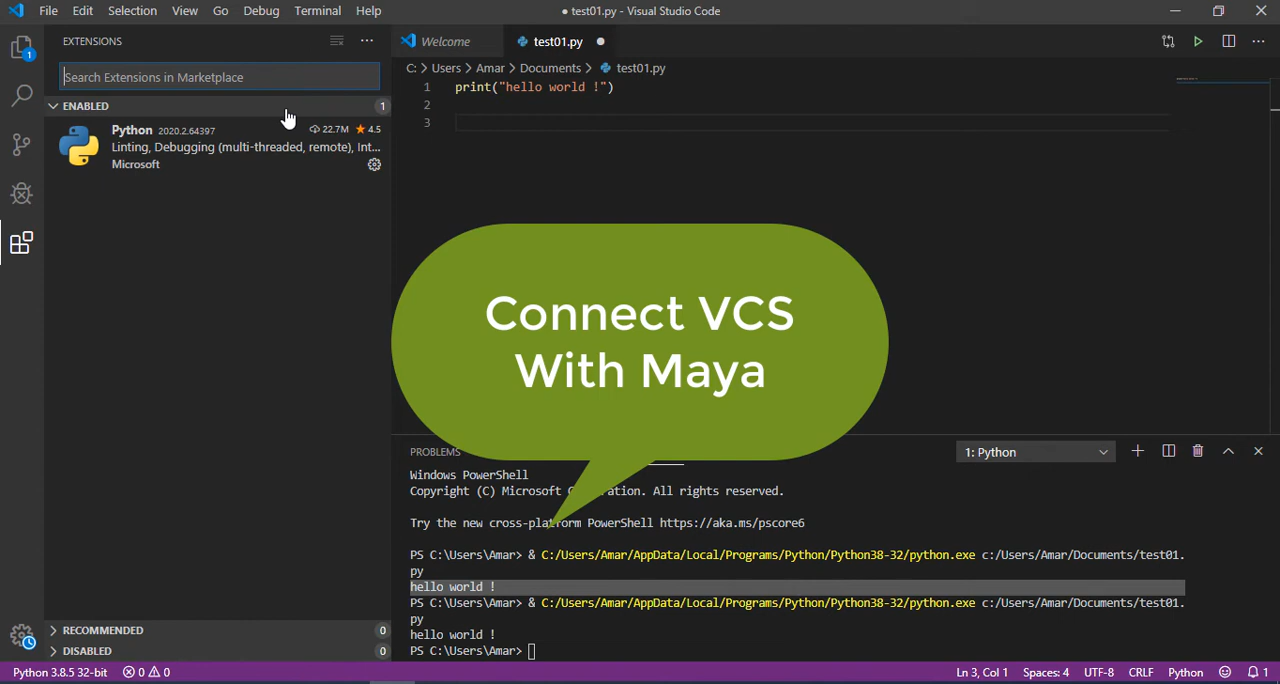 File Edit Selection View Go Debug Terminal Help
● test01.py - Visual Studio Code
EXTENSIONS
Welcome
test01.py
1
Search Extensions in Marketplace
C: > Users > Amar > Documents > test01.py
ENABLED 1
1 print("hello world !")
2
3
Python 2020.2.64397 22.7M ★ 4.5
Linting, Debugging (multi-threaded, remote), Int...
Microsoft
Connect VCS
With Maya
PROBLEMS
1: Python
Windows PowerShell
Copyright (C) Microsoft ation. All rights reserved.
Try the new cross-platform PowerShell https://aka.ms/pscore6
PS C:\Users\Amar> & C:/Users/Amar/AppData/Local/Programs/Python/Python38-32/python.exe c:/Users/Amar/Documents/test01.
py
hello world !
PS C:\Users\Amar> & C:/Users/Amar/AppData/Local/Programs/Python/Python38-32/python.exe c:/Users/Amar/Documents/test01.
py
hello world !
PS C:\Users\Amar>
RECOMMENDED 0
DISABLED 0
Python 3.8.5 32-bit 0 0 Ln 3, Col 1 Spaces: 4 UTF-8 CRLF Python 1